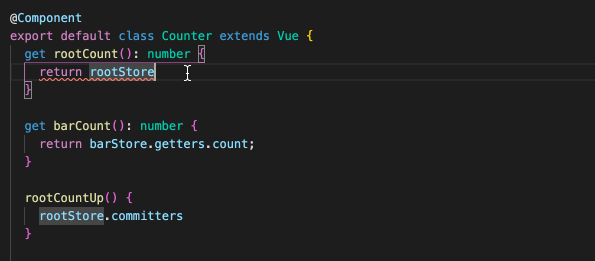 @Component
export default class Counter extends Vue {
get rootCount(): number {
return rootStore
}
get barCount(): number {
return barStore.getters.count;
}
rootCountUp() {
rootStore.committers
}